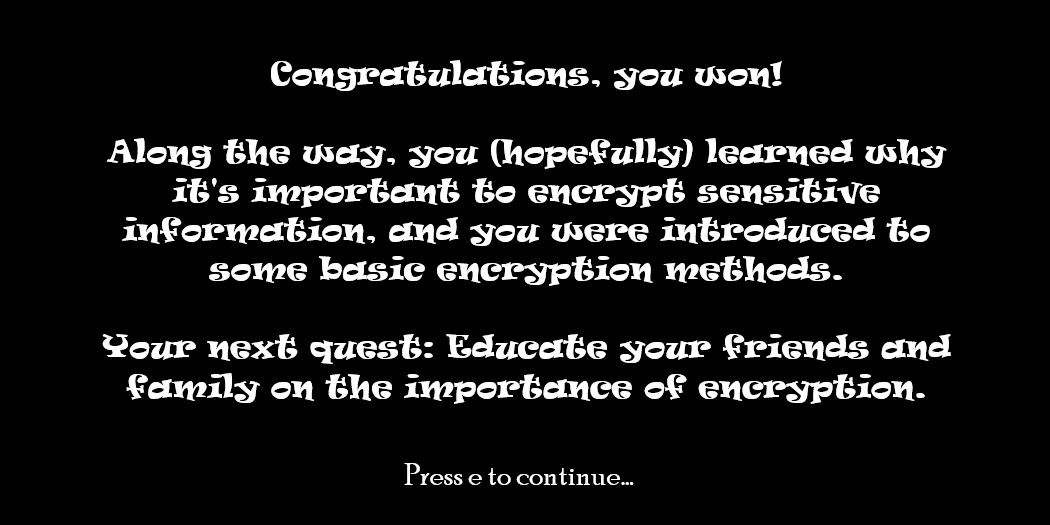 Congratulations, you won!
Along the way, you (hopefully) learned why
it's important to encrypt sensitive
information, and you were introduced to
some basic encryption methods.
Your next quest: Educate your friends and
family on the importance of encryption.
Press e to continue...